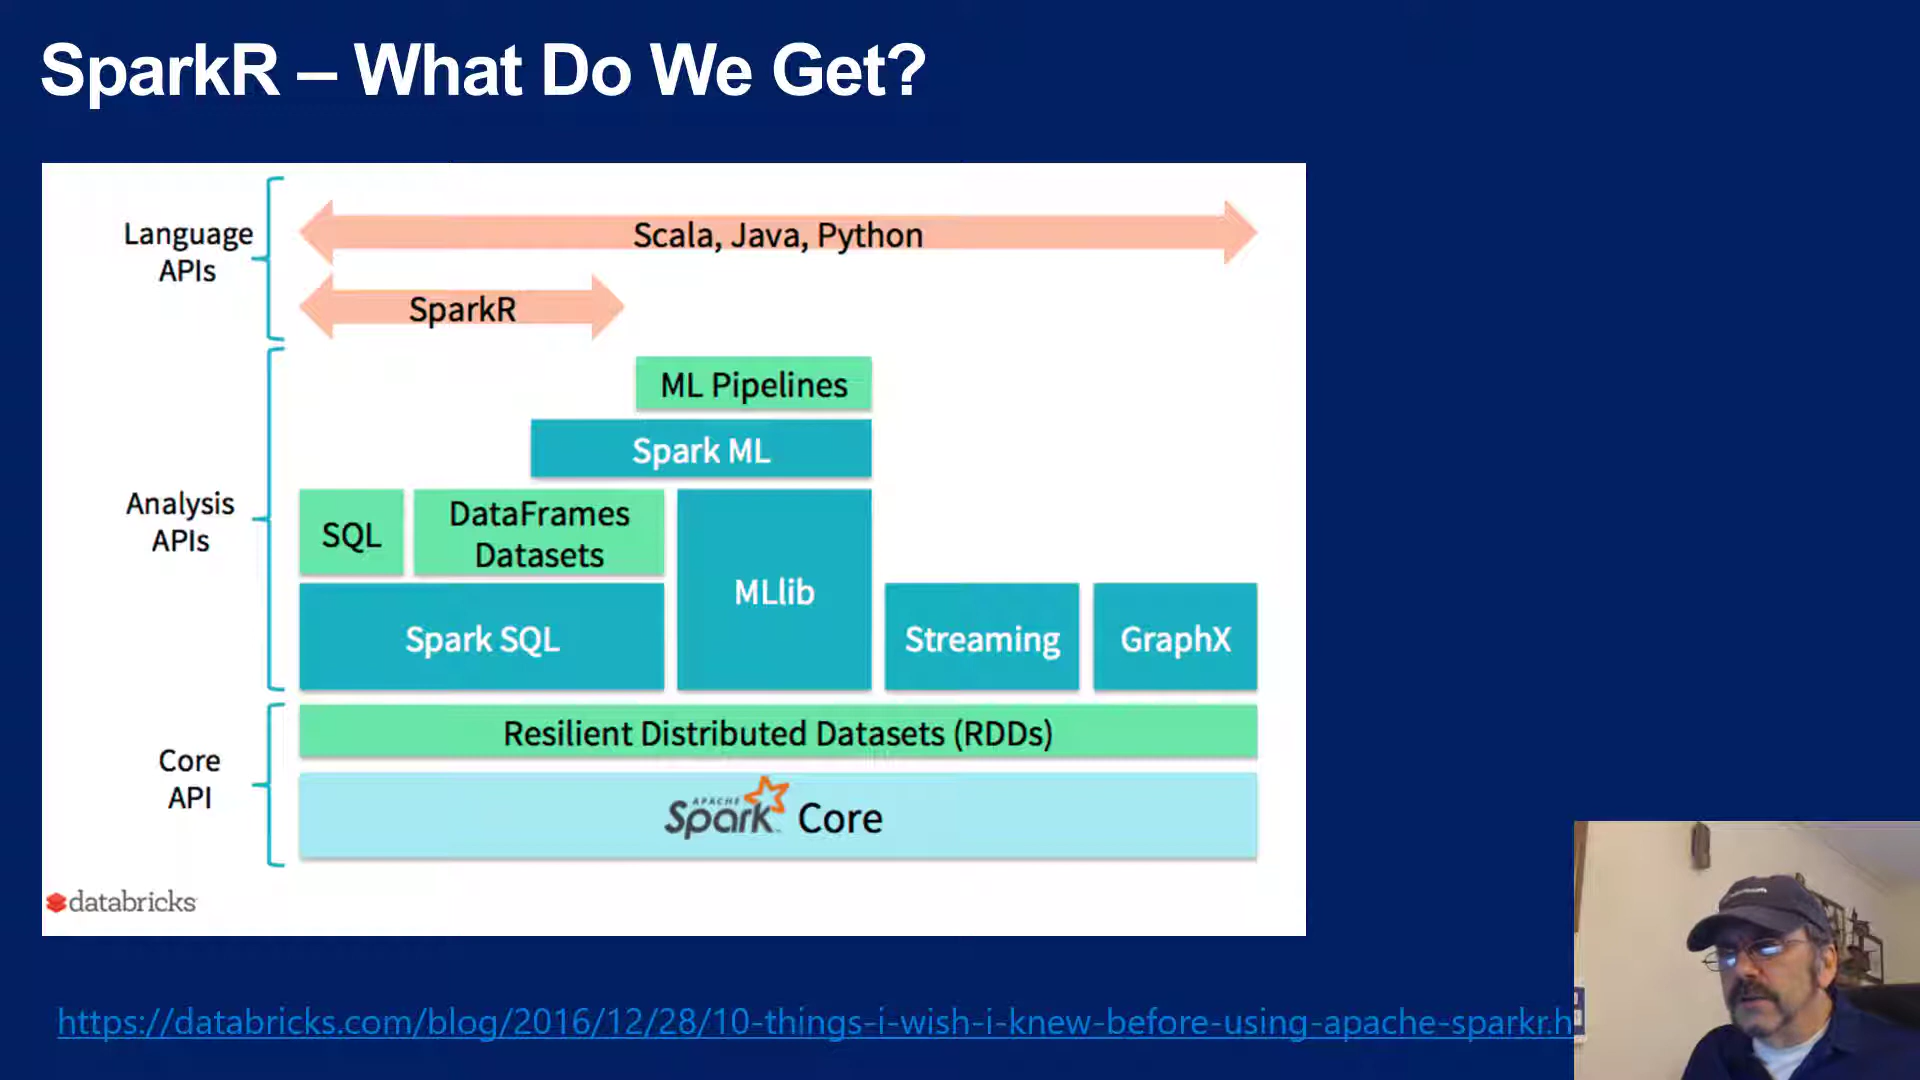 SparkR – What Do We Get?
Language
APIs
Scala, Java, Python
SparkR
Analysis
APIs
ML Pipelines
Spark ML
SQL
DataFrames
Datasets
MLlib
Spark SQL
Streaming
GraphX
Core
API
Resilient Distributed Datasets (RDDs)
APACHE
Spark Core
databricks
https://databricks.com/blog/2016/12/28/10-things-i-wish-i-knew-before-using-apache-sparkr.h